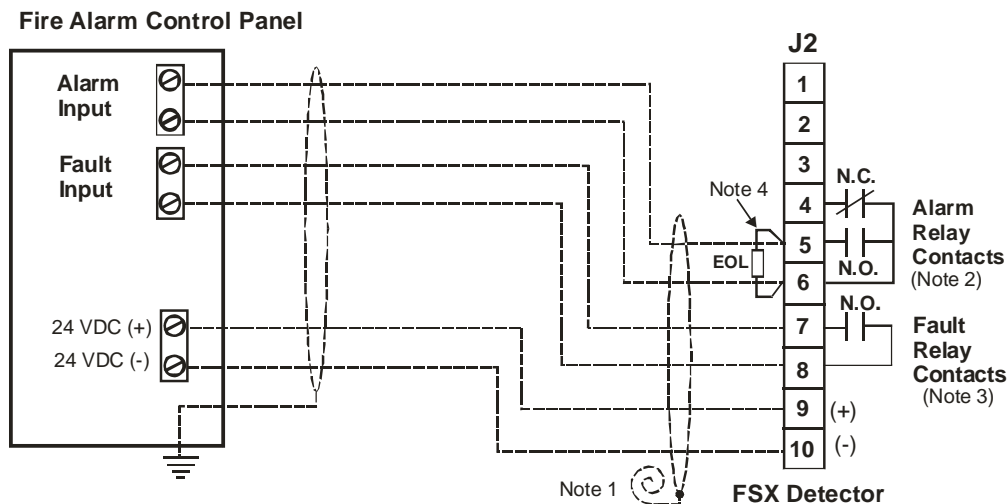 Fire Alarm Control Panel
Alarm
Input
Fault
Input
24 VDC (+)
24 VDC (-)
Note 4
EOL
Note 1
J2
1
2
3
4
5
6
7
8
9
10
N.C.
N.O.
N.O.
(+)
(-)
Alarm
Relay
Contacts
(Note 2)
Fault
Relay
Contacts
(Note 3)
FSX Detector